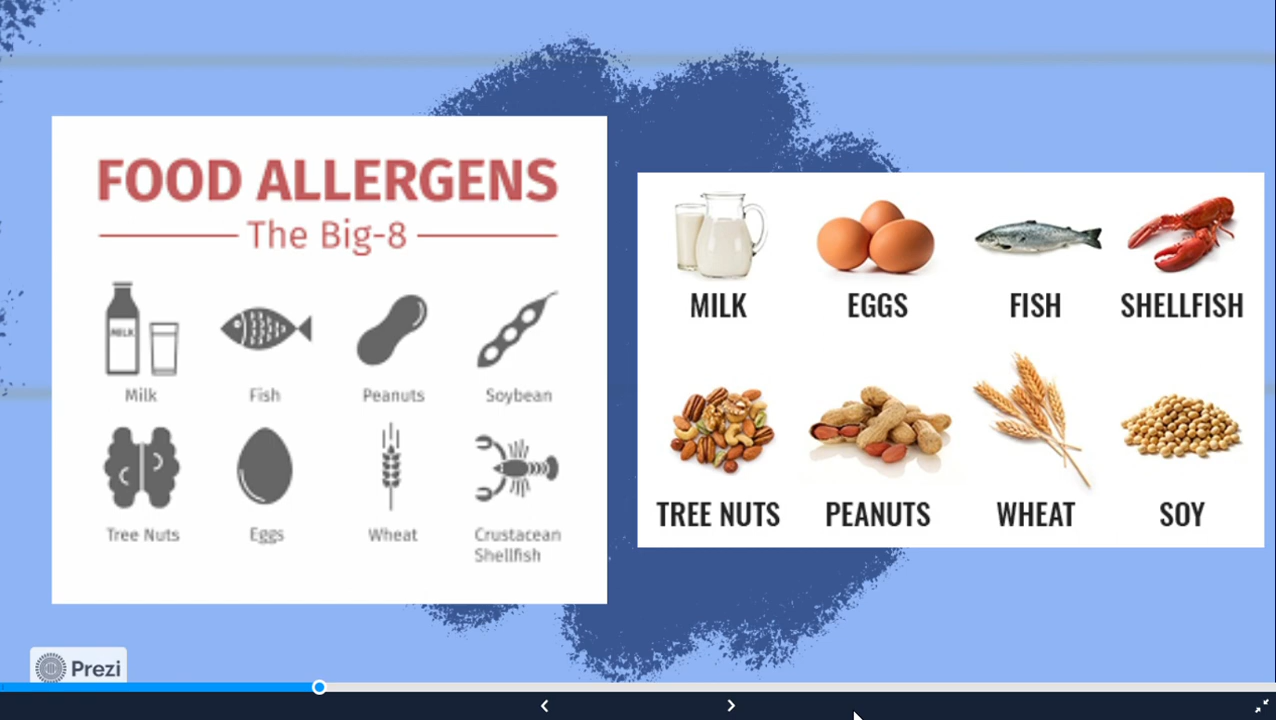 FOOD ALLERGENS
The Big-8
MILK
Milk
Fish
Peanuts
Soybean
Tree Nuts
Eggs
Wheat
Crustacean
Shellfish
MILK
EGGS
FISH
SHELLFISH
TREE NUTS
PEANUTS
WHEAT
SOY
Prezi